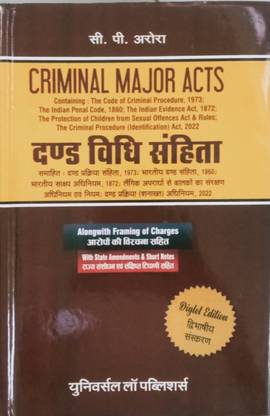 सी. पी. अरोरा
CRIMINAL MAJOR ACTS
Containing : The Code of Criminal Procedure, 1973;
The Indian Penal Code, 1860; The Indian Evidence Act, 1872;
The Protection of Children from Sexual Offences Act & Rules;
The Criminal Procedure (Identification) Act, 2022
दण्ड विधि संहिता
समाहित : दण्ड प्रक्रिया संहिता, 1973; भारतीय दण्ड संहिता, 1860;
भारतीय साक्ष्य अधिनियम, 1872; लैंगिक अपराधों से बालकों का संरक्षण
अधिनियम एवं नियम; दण्ड प्रक्रिया (शनाख्त) अधिनियम, 2022
Alongwith Framing of Charges
आरोपों की विरचना सहित
With State Amendments & Short Notes
राज्य संशोधन एवं संक्षिप्त टिप्पणी सहित
Diglot Edition
द्विभाषीय
संस्करण
युनिवर्सल लॉ पब्लिशर्स